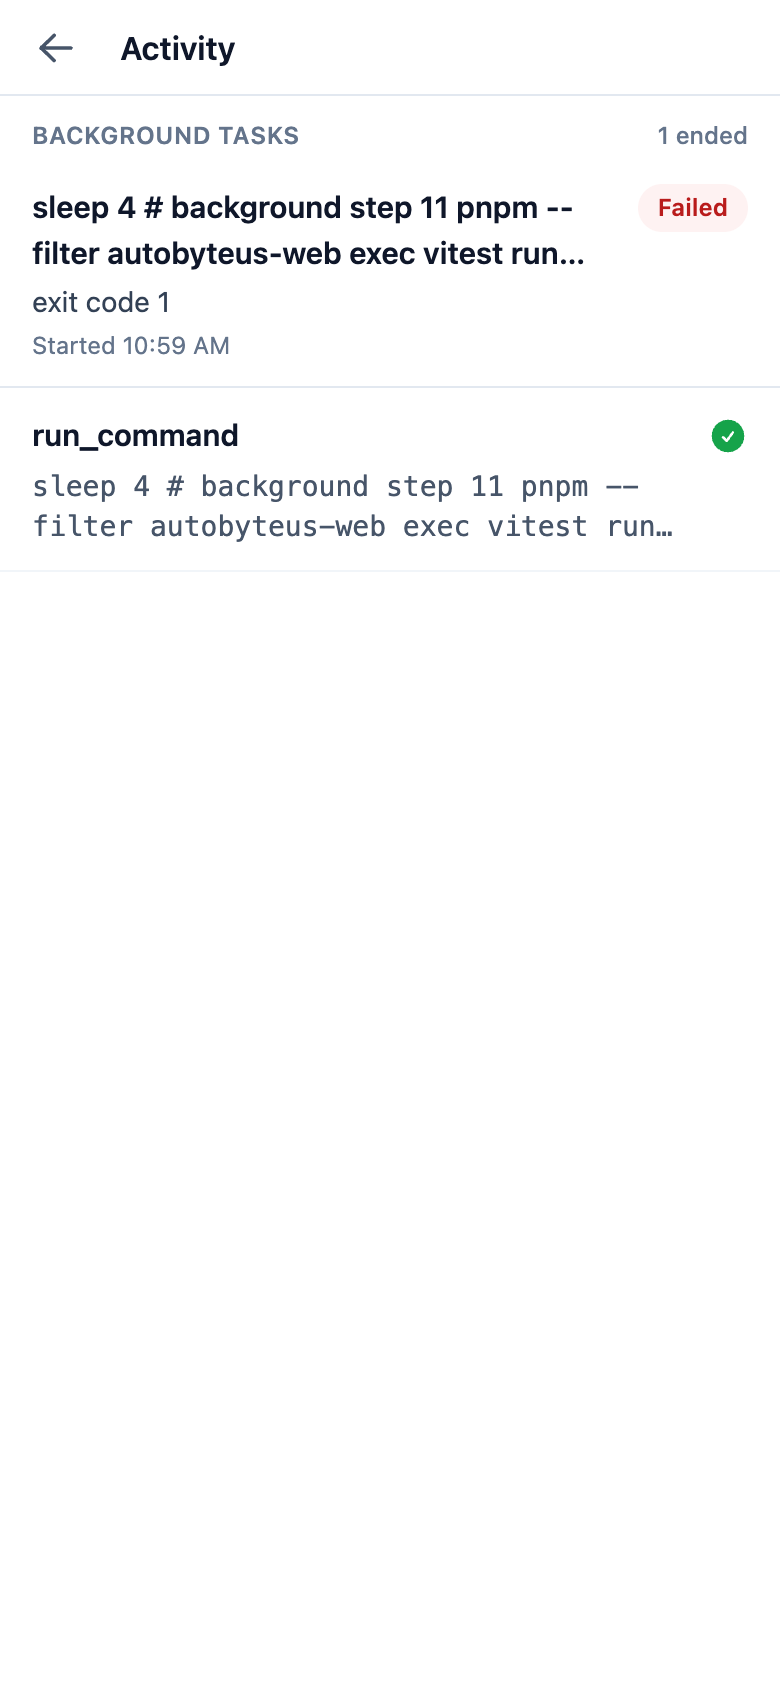 Activity
BACKGROUND TASKS 1 ended
sleep 4 # background step 11 pnpm -- Failed
filter autobyteus-web exec vitest run...
exit code 1
Started 10:59 AM
run_command
sleep 4 # background step 11 pnpm --
filter autobyteus-web exec vitest run…